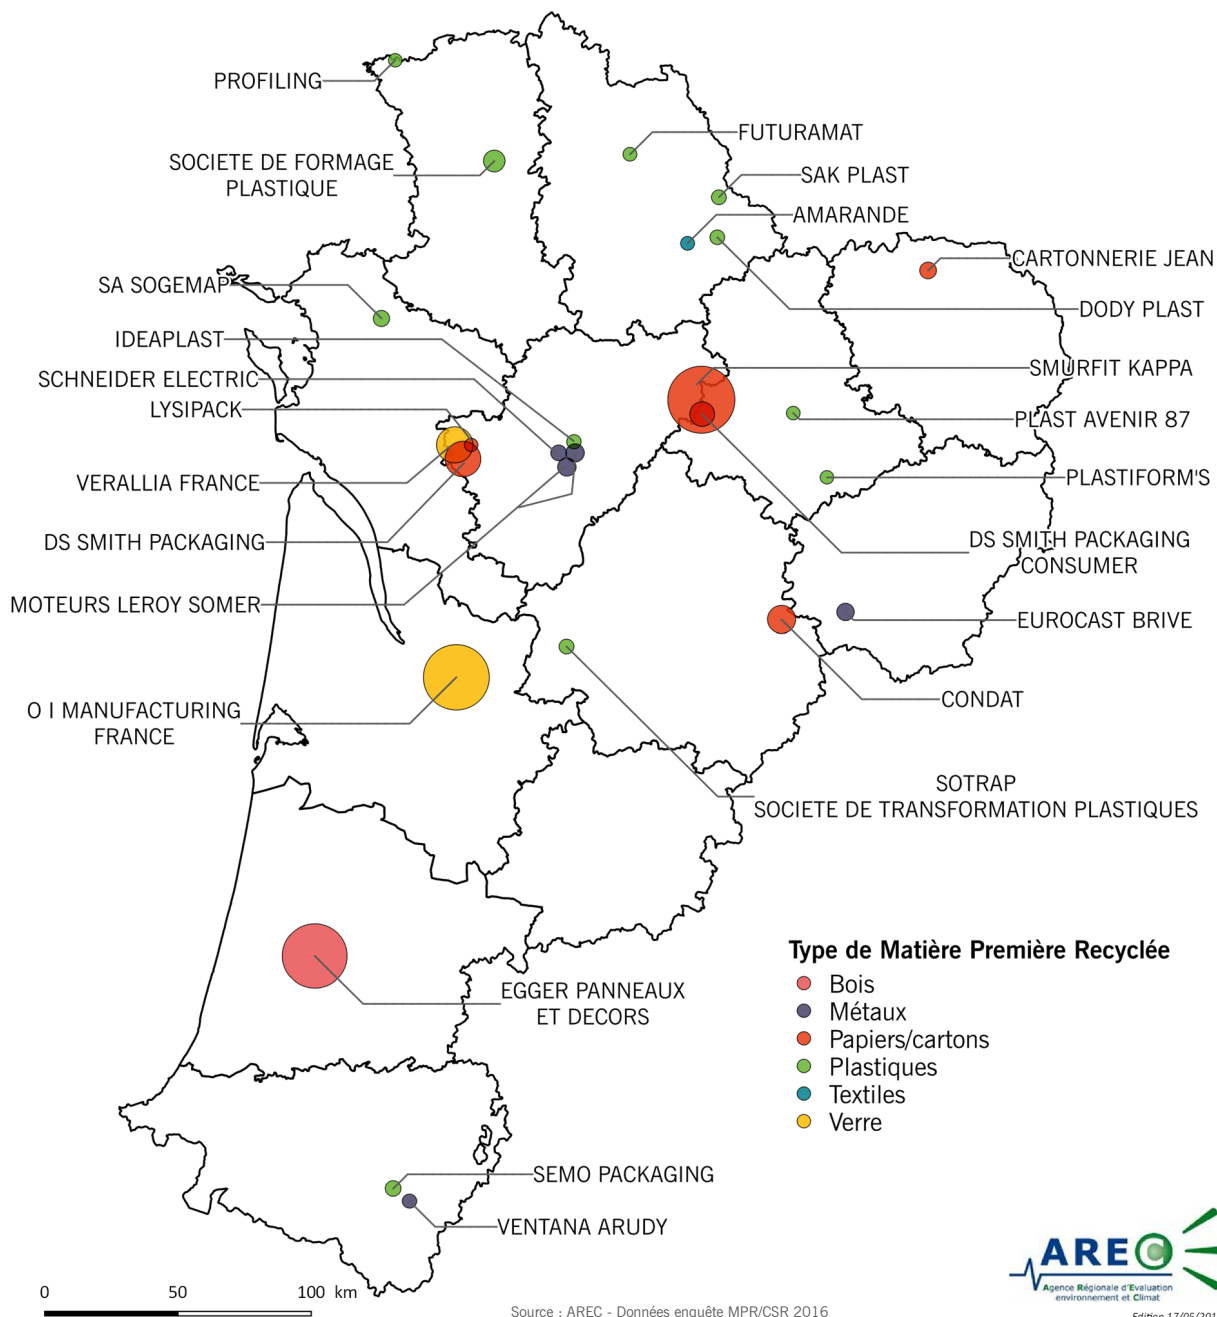 PROFILING
FUTURAMAT
SOCIETE DE FORMAGE
PLASTIQUE
SAK PLAST
AMARANDE
CARTONNERIE JEAN
SA SOGEMAP
DODY PLAST
IDEAPLAST
SMURFIT KAPPA
SCHNEIDER ELECTRIC
LYSIPACK
PLAST AVENIR 87
VERALLIA FRANCE
PLASTIFORM'S
DS SMITH PACKAGING
DS SMITH PACKAGING
CONSUMER
MOTEURS LEROY SOMER
EUROCAST BRIVE
CONDAT
O I MANUFACTURING
FRANCE
SOTRAP
SOCIETE DE TRANSFORMATION PLASTIQUES
EGGER PANNEAUX
ET DECORS
Type de Matière Première Recyclée
Bois
Métaux
Papiers/cartons
Plastiques
Textiles
Verre
SEMO PACKAGING
VENTANA ARUDY
AREC
Agence Régionale d'Evaluation
environnement et Climat
0 50 100 km
Source : AREC - Données enquête MPR/CSR 2016
Edition 17/05/201